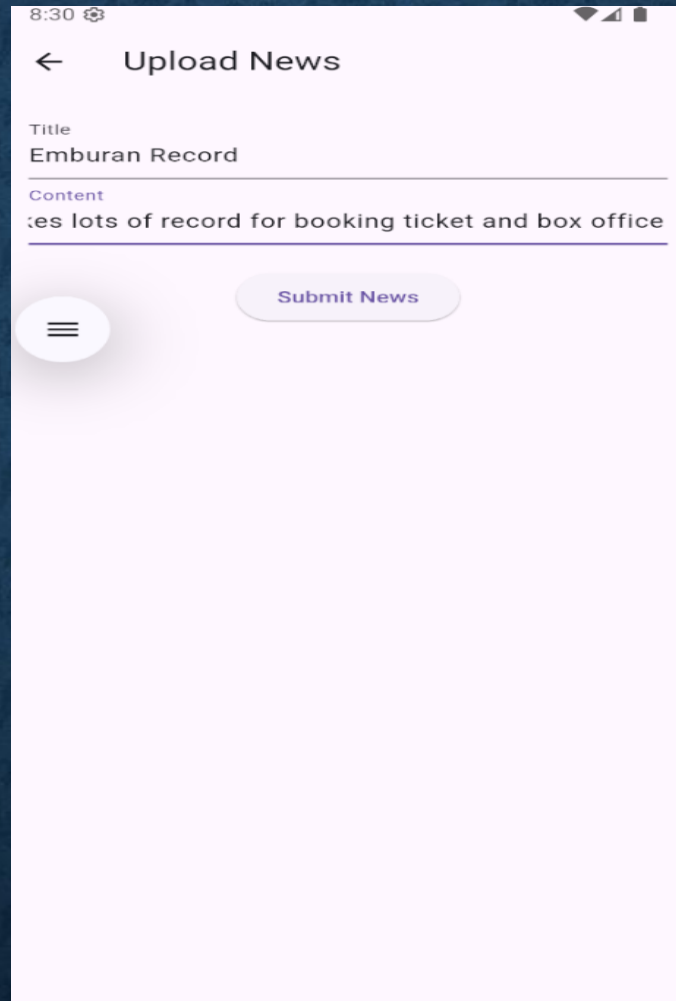 8:30
Upload News
Title
Emburan Record
Content
lots of record for booking ticket and box office
Submit News